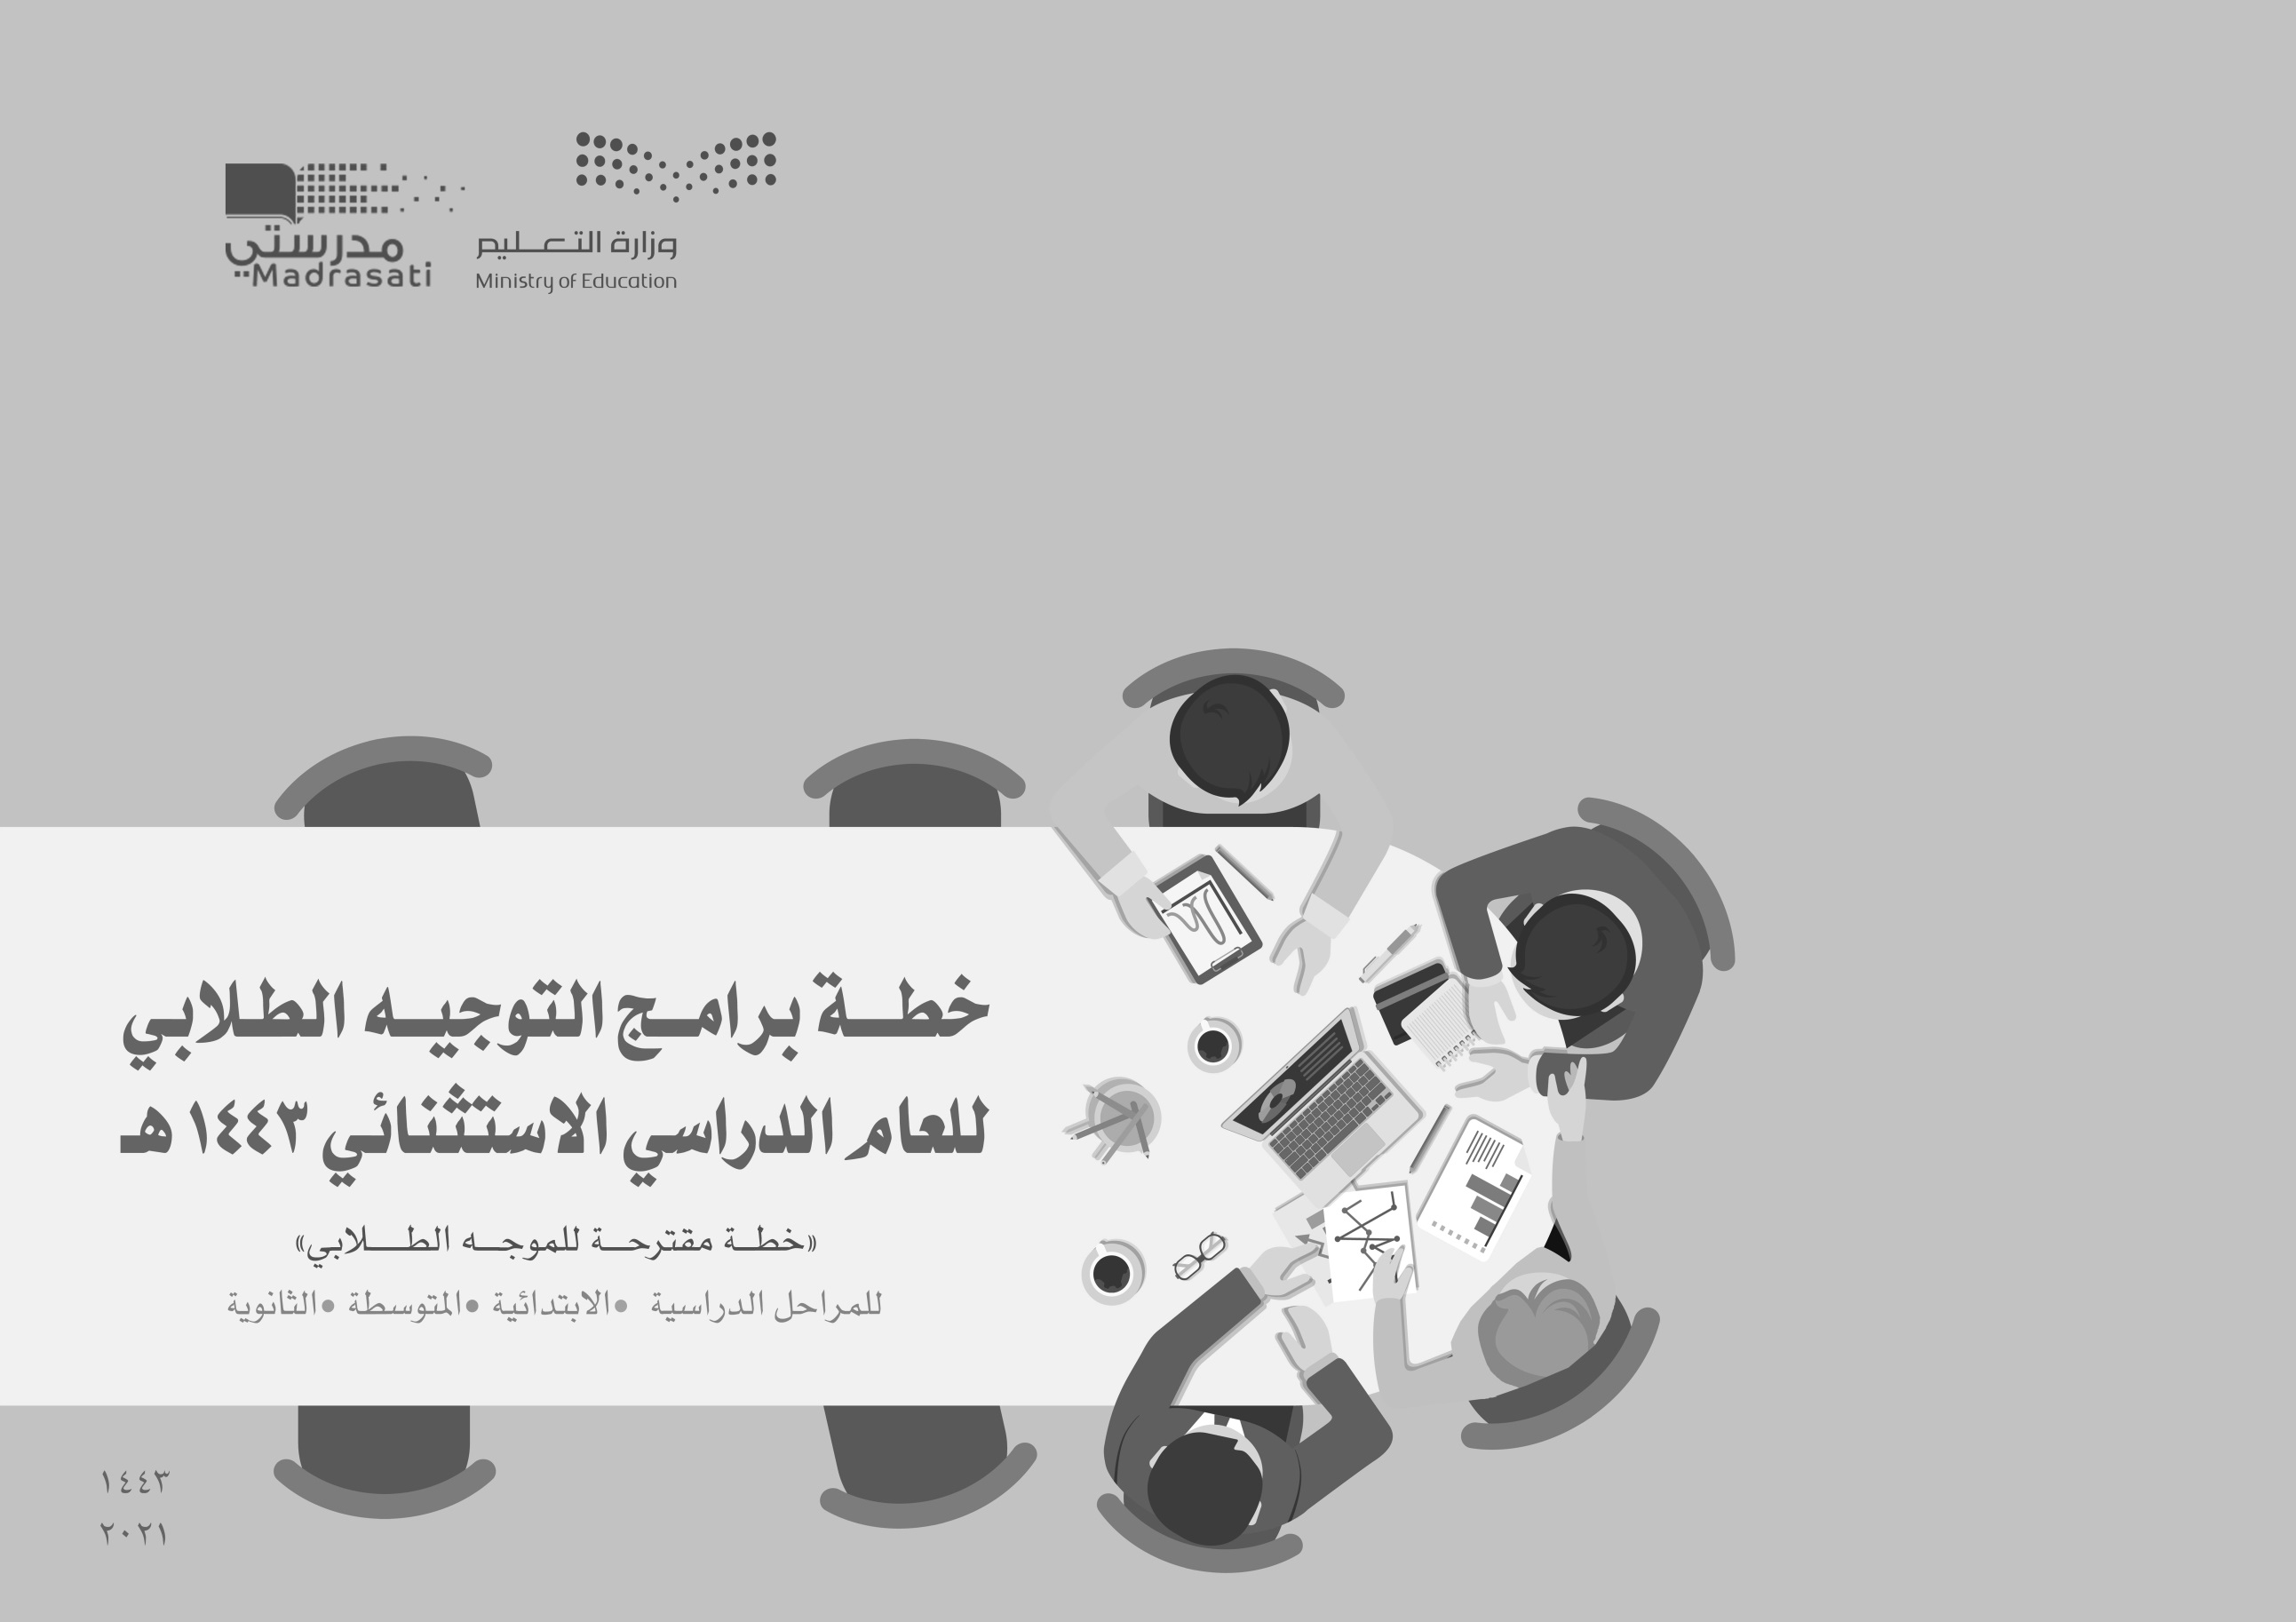 وزارة التعليم
Ministry of Education
مدرستي
Madrasati
خطة برامج التوجيه الطلابي
للعام الدراسي الاستثنائي ١٤٤٣هـ
«خطة مقترحة للموجه الطلابي»
للمراحل الدراسية • الابتدائية • المتوسطة • الثانوية
١٤٤٣
٢٠٢١